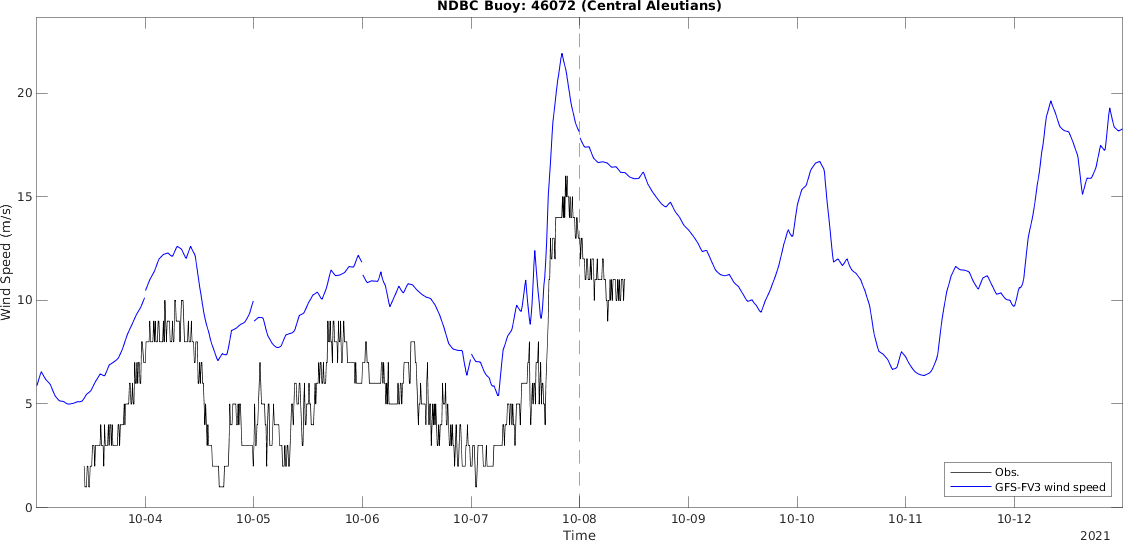 NDBC Buoy: 46072 (Central Aleutians)
Wind Speed (m/s)
20
15
10
5
0
Obs.
GFS-FV3 wind speed
10-04 10-05 10-06 10-07 10-08 10-09 10-10 10-11 10-12
Time
2021